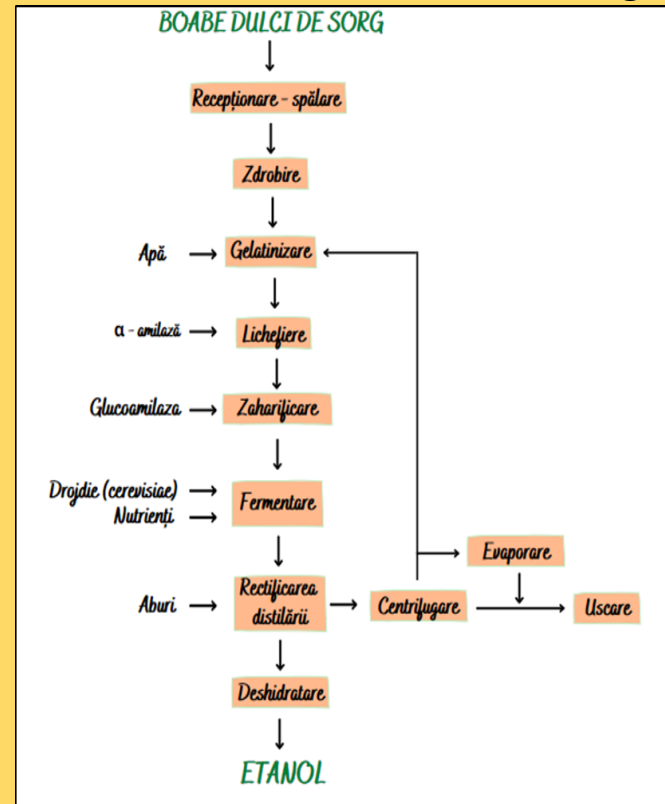 BOABE DULCI DE SORG
Recepționare - spălare
Zdrobire
Apă
Gelatinizare
α - amilază
Lichefiere
Glucoamilaza
Zaharificare
Drojdie (cerevisiae)
Nutrienți
Fermentare
Evaporare
Aburi
Rectificarea
distilării
Centrifugare
Uscare
Deshidratare
ETANOL